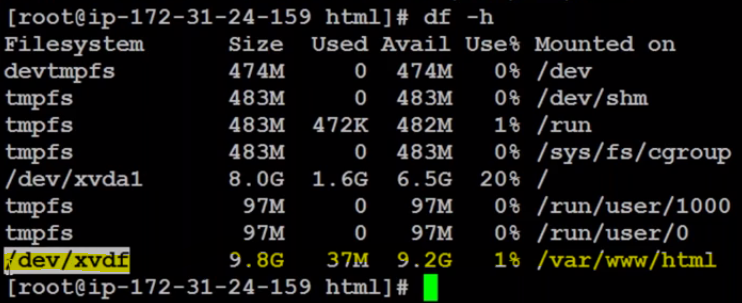 [root@ip-172-31-24-159 html]# df -h
Filesystem      Size  Used Avail Use% Mounted on
devtmpfs        474M     0  474M   0% /dev
tmpfs           483M     0  483M   0% /dev/shm
tmpfs           483M  472K  482M   1% /run
tmpfs           483M     0  483M   0% /sys/fs/cgroup
/dev/xvda1      8.0G  1.6G  6.5G  20% /
tmpfs            97M     0   97M   0% /run/user/1000
tmpfs            97M     0   97M   0% /run/user/0
/dev/xvdf       9.8G   37M  9.2G   1% /var/www/html
[root@ip-172-31-24-159 html]#